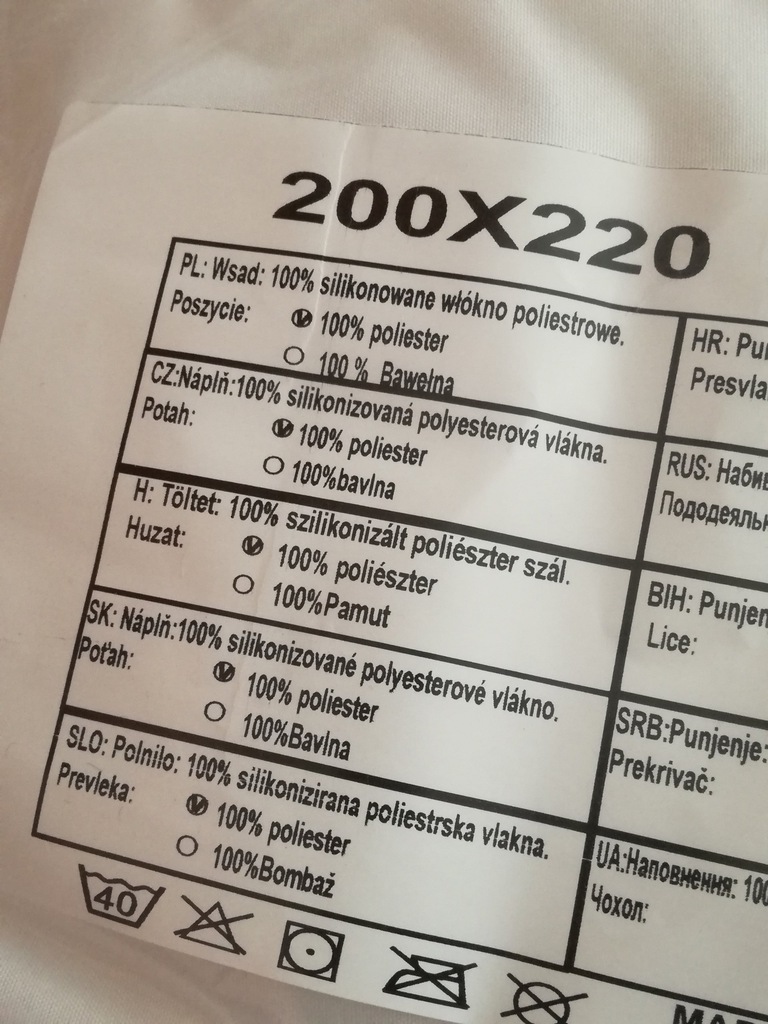 200X220
PL: Wsad: 100% silikonowane włókno poliestrowe.
Poszycie: 100% poliester
100 % Bawełna
CZ:Náplň:100% silikonizovaná polyesterová vlákna.
Potah: 100% poliester
100%bavlna
H: Töltet: 100% szilikonizált poliészter szál.
Huzat: 100% poliészter
100%Pamut
SK: Náplň:100% silikonizované polyesterové vlákno.
Poťah: 100% poliester
100%Bavlna
SLO: Polnilo: 100% silikonizirana poliestrska vlakna.
Prevleka: 100% poliester
100%Bombaž
HR:
RUS:
BIH:
Lice:
SRB:Punjenje:
Prekrivač:
UA:Наповнення:
Чохол:
40